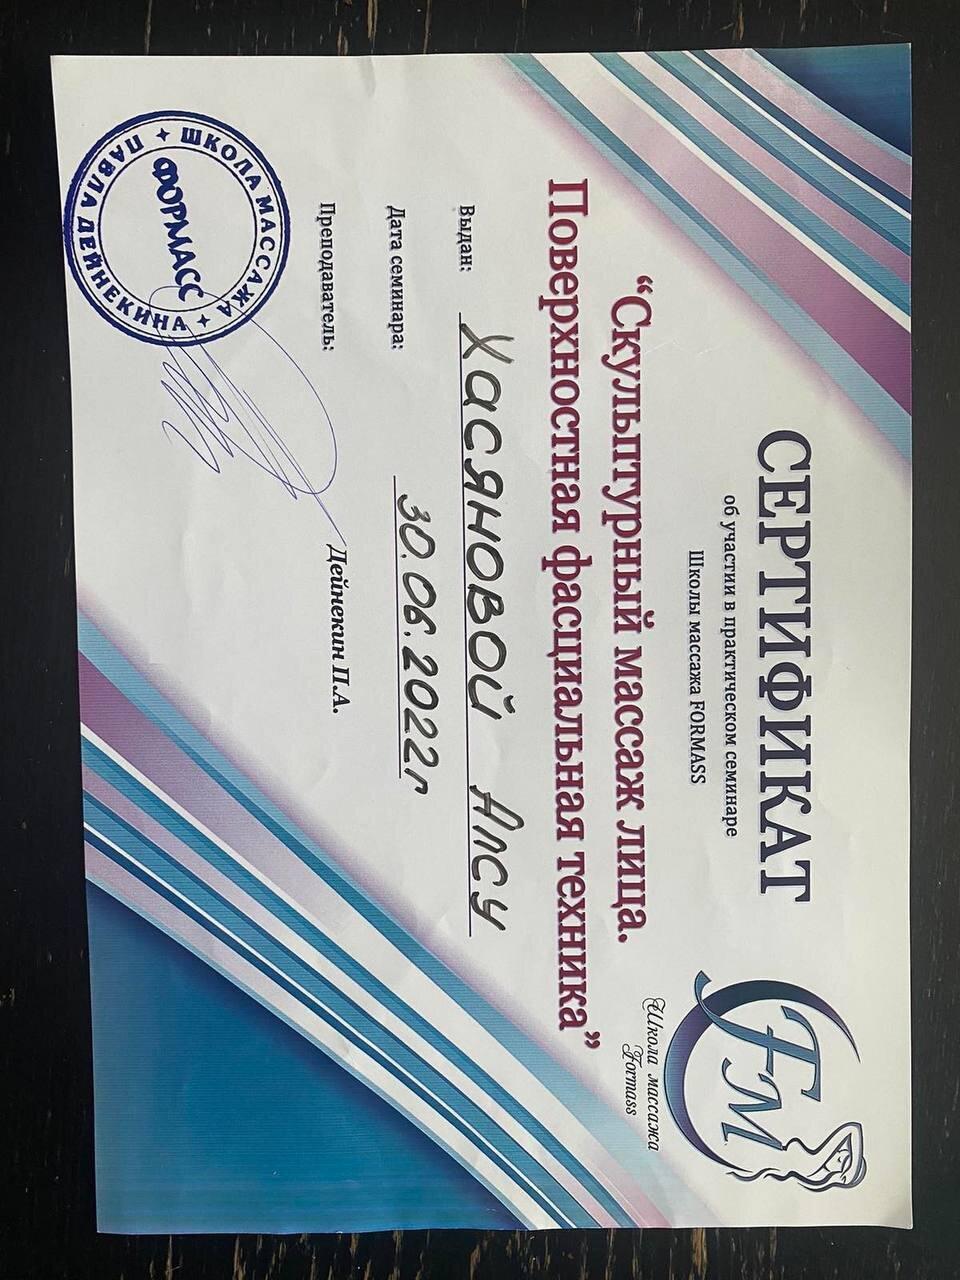 СЕРТИФИКАТ
об участии в практическом семинаре
Школы массажа FORMASS
FM
Школа массажа
Formass
“Скульптурный массаж лица.
Поверхностная фасциальная техника”
Выдан: Хасяновой Алсу
Дата семинара: 30.06.2022г
Преподаватель: Дейнекин П.А.
ШКОЛА МАССАЖА
ПАВЛА ДЕЙНЕКИНА
ФОРМАСС